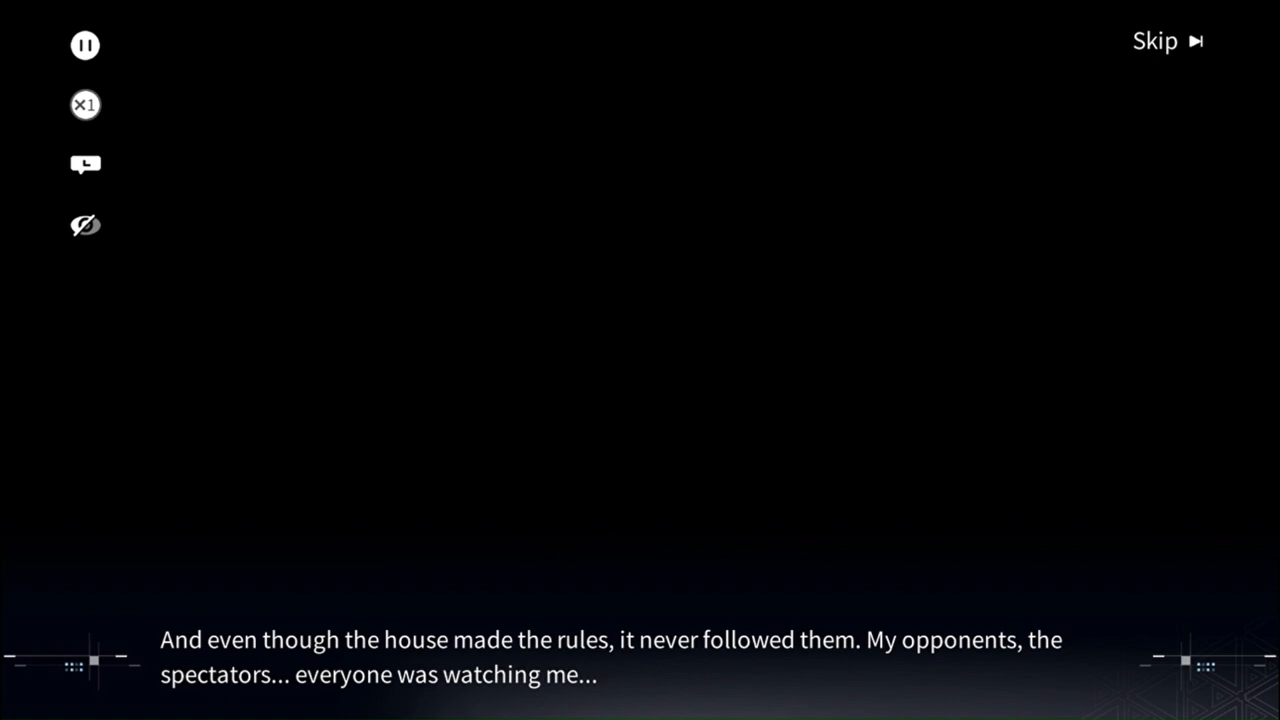 Skip
×1
And even though the house made the rules, it never followed them. My opponents, the
spectators... everyone was watching me...